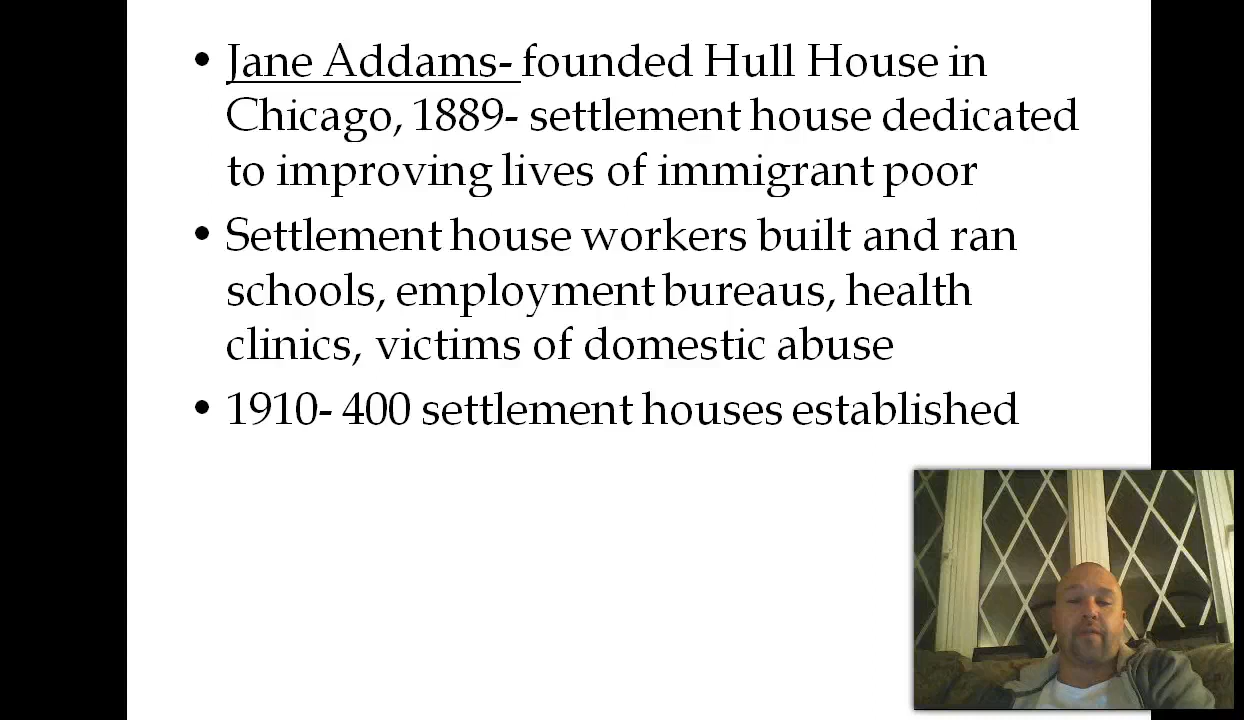 • Jane Addams- founded Hull House in
Chicago, 1889- settlement house dedicated
to improving lives of immigrant poor
• Settlement house workers built and ran
schools, employment bureaus, health
clinics, victims of domestic abuse
• 1910- 400 settlement houses established